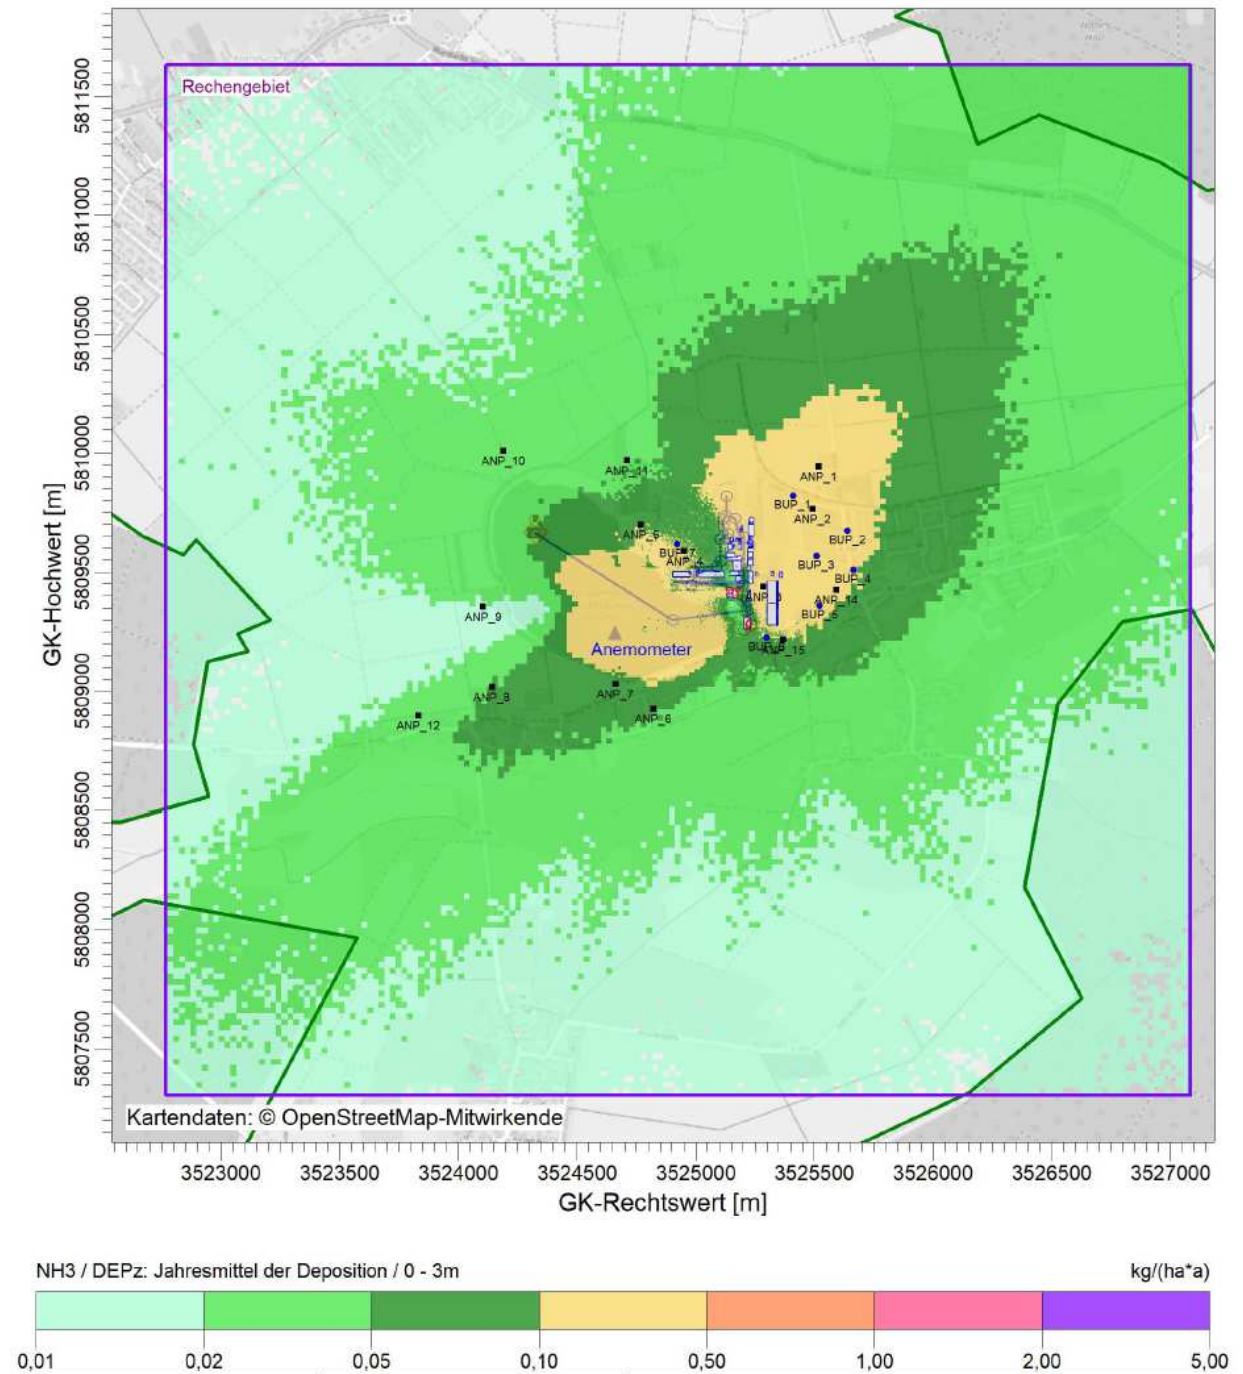 Rechengebiet
5811500
5811000
5810500
5810000
5809500
5809000
5808500
5808000
5807500
GK-Hochwert [m]
ANP_10
ANP_11
ANP_1
BUP_1
ANP_2
ANP_5
BUP_2
BUP_7
BUP_3
BUP_4
ANP_14
ANP_9
BUP_5
Anemometer
ANP_8
ANP_7
ANP_6
ANP_12
Kartendaten: © OpenStreetMap-Mitwirkende
3523000 3523500 3524000 3524500 3525000 3525500 3526000 3526500 3527000
GK-Rechtswert [m]
NH3 / DEPz: Jahresmittel der Deposition / 0 - 3m kg/(ha*a)
0,01 0,02 0,05 0,10 0,50 1,00 2,00 5,00